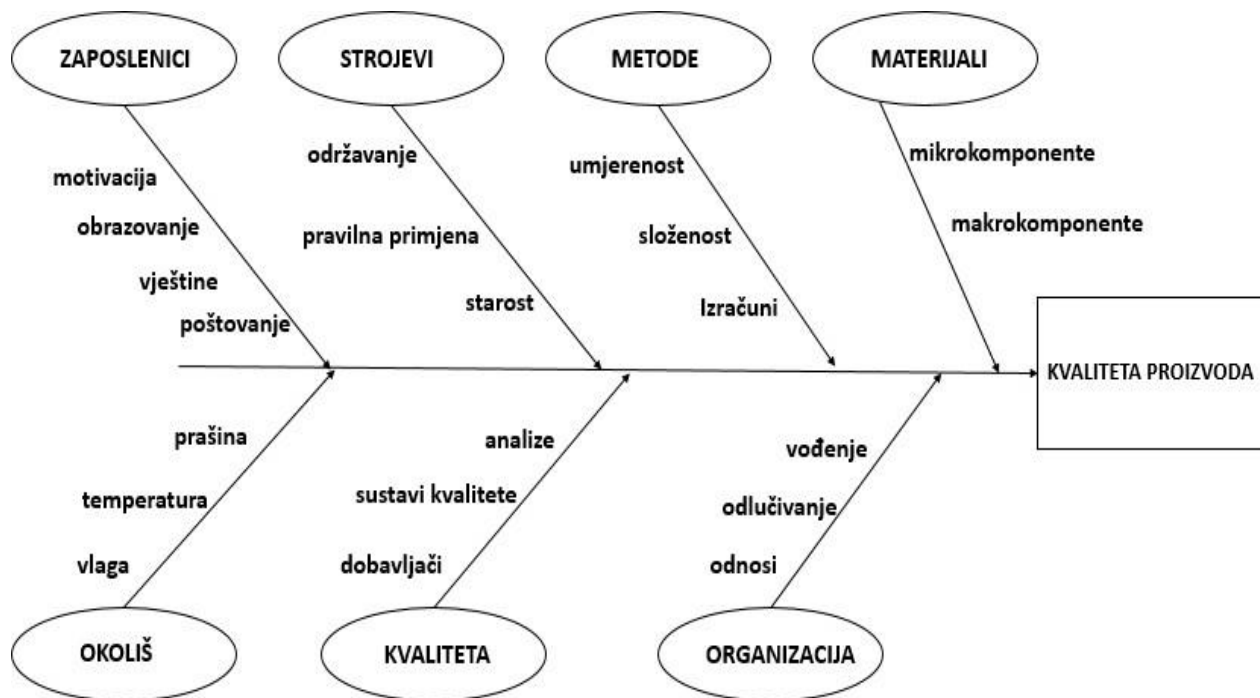 ZAPOSLENICI
STROJEVI
METODE
MATERIJALI
motivacija
obrazovanje
vještine
poštovanje
održavanje
pravilna primjena
starost
umjerenost
složenost
Izračuni
mikrokomponente
makrokomponente
KVALITETA PROIZVODA
prašina
temperatura
vlaga
analize
sustavi kvalitete
dobavljači
vođenje
odlučivanje
odnosi
OKOLIŠ
KVALITETA
ORGANIZACIJA